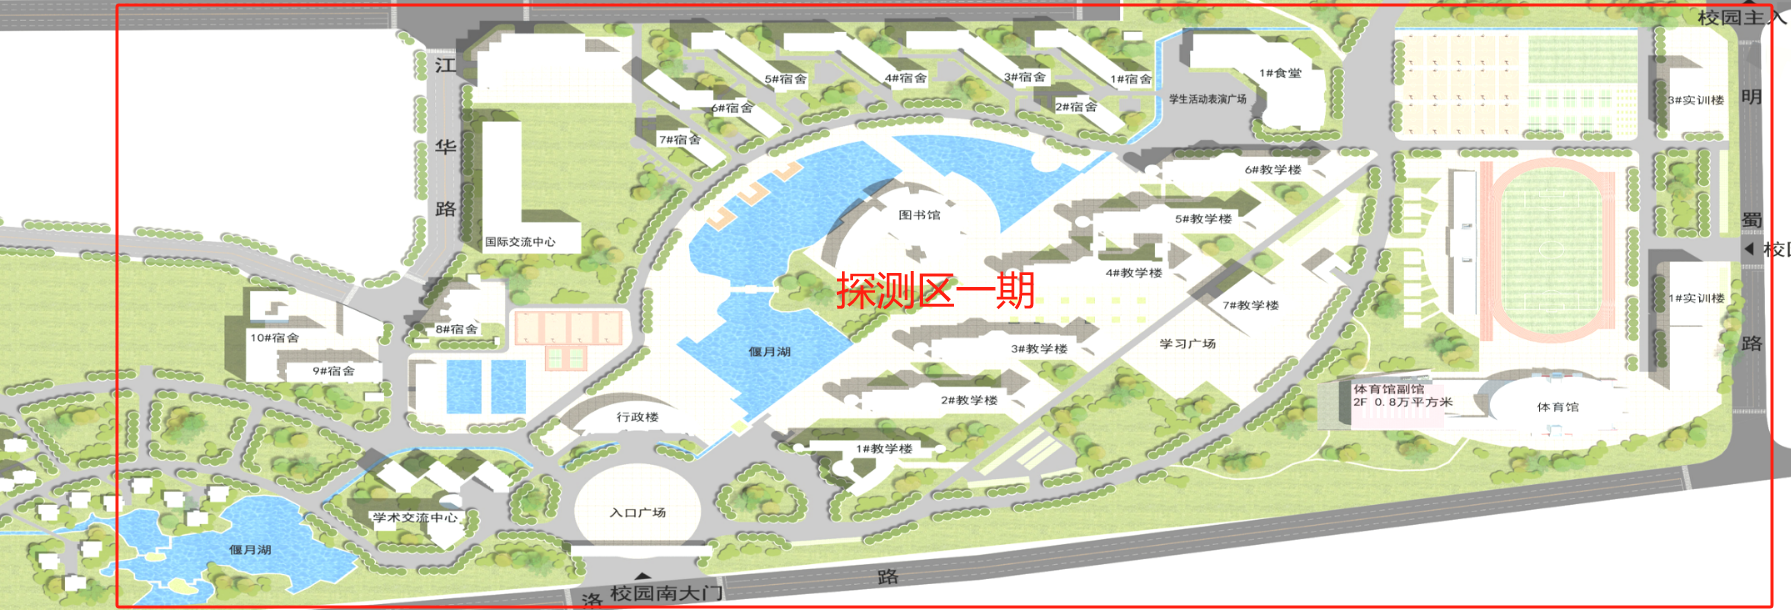 校园主入
江
华
路
5#宿舍
4#宿舍
3#宿舍
1#宿舍
6#宿舍
2#宿舍
7#宿舍
1#食堂
学生活动表演广场
3#实训楼
明
蜀
路
校
国际交流中心
图书馆
6#教学楼
5#教学楼
4#教学楼
7#教学楼
探测区一期
1#实训楼
10#宿舍
8#宿舍
9#宿舍
偃月湖
3#教学楼
学习广场
2#教学楼
行政楼
1#教学楼
体育馆副馆
2F 0.8万平方米
体育馆
学术交流中心
入口广场
偃月湖
校园南大门
洛
路